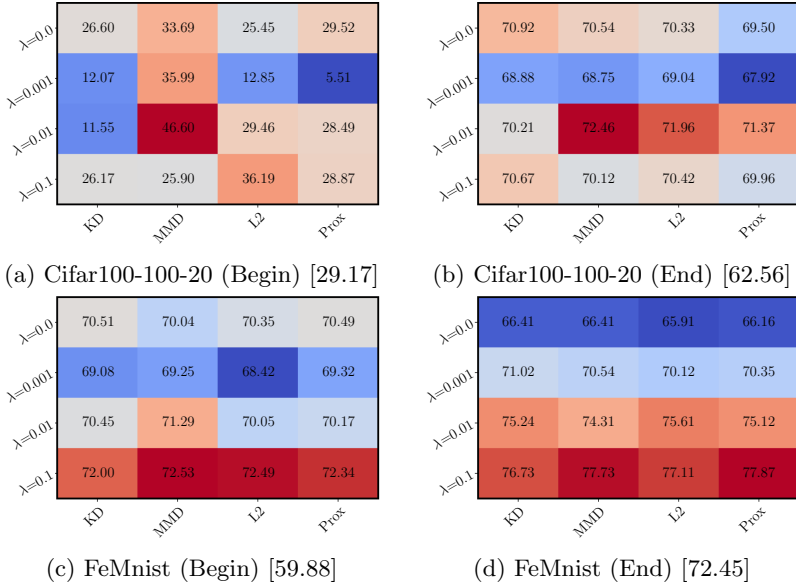 λ=0.0 26.60 33.69 25.45 29.52
λ=0.001 12.07 35.99 12.85 5.51
λ=0.01 11.55 46.60 29.46 28.49
λ=0.1 26.17 25.90 36.19 28.87
KD MMD L2 Prox
(a) Cifar100-100-20 (Begin) [29.17]
λ=0.0 70.92 70.54 70.33 69.50
λ=0.001 68.88 68.75 69.04 67.92
λ=0.01 70.21 72.46 71.96 71.37
λ=0.1 70.67 70.12 70.42 69.96
KD MMD L2 Prox
(b) Cifar100-100-20 (End) [62.56]
λ=0.0 70.51 70.04 70.35 70.49
λ=0.001 69.08 69.25 68.42 69.32
λ=0.01 70.45 71.29 70.05 70.17
λ=0.1 72.00 72.53 72.49 72.34
KD MMD L2 Prox
(c) FeMnist (Begin) [59.88]
λ=0.0 66.41 66.41 65.91 66.16
λ=0.001 71.02 70.54 70.12 70.35
λ=0.01 75.24 74.31 75.61 75.12
λ=0.1 76.73 77.73 77.11 77.87
KD MMD L2 Prox
(d) FeMnist (End) [72.45]